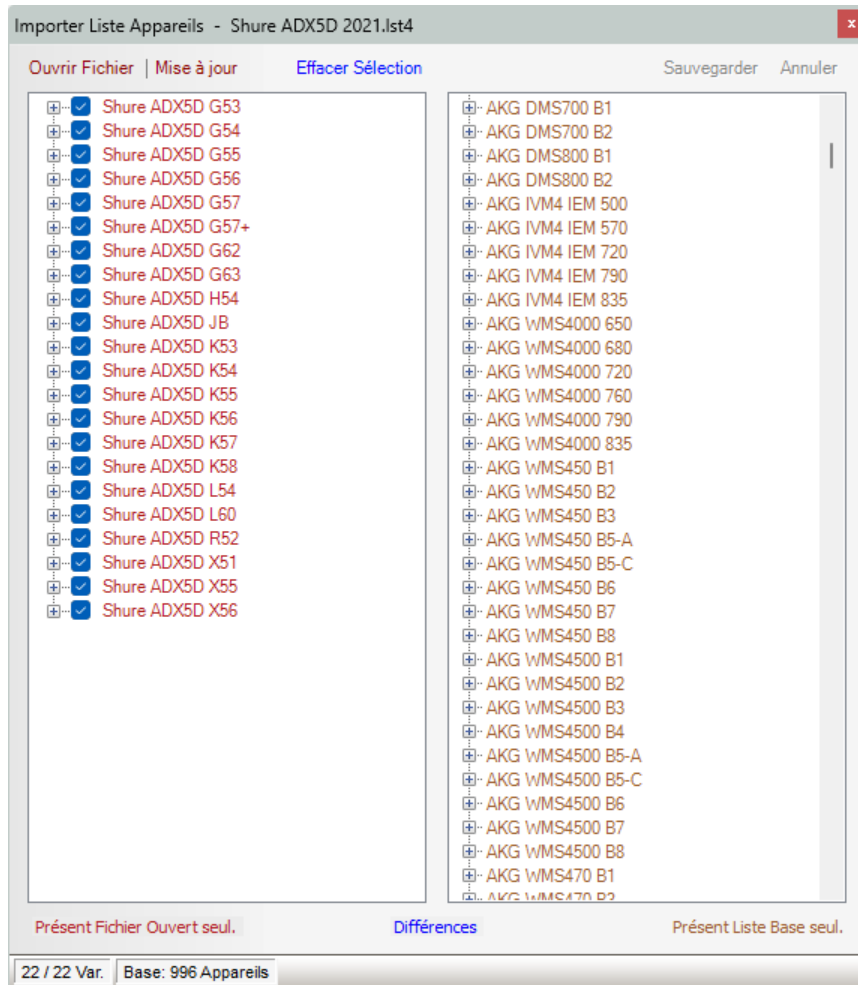 Importer Liste Appareils - Shure ADX5D 2021.lst4
x
Ouvrir Fichier | Mise à jour Effacer Sélection Sauvegarder Annuler
Shure ADX5D G53
Shure ADX5D G54
Shure ADX5D G55
Shure ADX5D G56
Shure ADX5D G57
Shure ADX5D G57+
Shure ADX5D G62
Shure ADX5D G63
Shure ADX5D H54
Shure ADX5D JB
Shure ADX5D K53
Shure ADX5D K54
Shure ADX5D K55
Shure ADX5D K56
Shure ADX5D K57
Shure ADX5D K58
Shure ADX5D L54
Shure ADX5D L60
Shure ADX5D R52
Shure ADX5D X51
Shure ADX5D X55
Shure ADX5D X56
AKG DMS700 B1
AKG DMS700 B2
AKG DMS800 B1
AKG DMS800 B2
AKG IVM4 IEM 500
AKG IVM4 IEM 570
AKG IVM4 IEM 720
AKG IVM4 IEM 790
AKG IVM4 IEM 835
AKG WMS4000 650
AKG WMS4000 680
AKG WMS4000 720
AKG WMS4000 760
AKG WMS4000 790
AKG WMS4000 835
AKG WMS450 B1
AKG WMS450 B2
AKG WMS450 B3
AKG WMS450 B5-A
AKG WMS450 B5-C
AKG WMS450 B6
AKG WMS450 B7
AKG WMS450 B8
AKG WMS4500 B1
AKG WMS4500 B2
AKG WMS4500 B3
AKG WMS4500 B4
AKG WMS4500 B5-A
AKG WMS4500 B5-C
AKG WMS4500 B6
AKG WMS4500 B7
AKG WMS4500 B8
AKG WMS470 B1
AKG WMS470
Présent Fichier Ouvert seul. Différences Présent Liste Base seul.
22 / 22 Var. Base: 996 Appareils